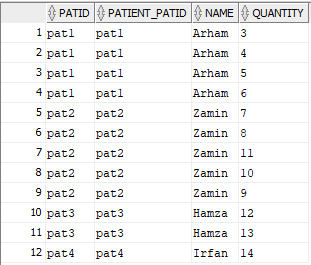 PATID PATIENT_PATID NAME QUANTITY
1 pat1 pat1 Arham 3
2 pat1 pat1 Arham 4
3 pat1 pat1 Arham 5
4 pat1 pat1 Arham 6
5 pat2 pat2 Zamin 7
6 pat2 pat2 Zamin 8
7 pat2 pat2 Zamin 11
8 pat2 pat2 Zamin 10
9 pat2 pat2 Zamin 9
10 pat3 pat3 Hamza 12
11 pat3 pat3 Hamza 13
12 pat4 pat4 Irfan 14